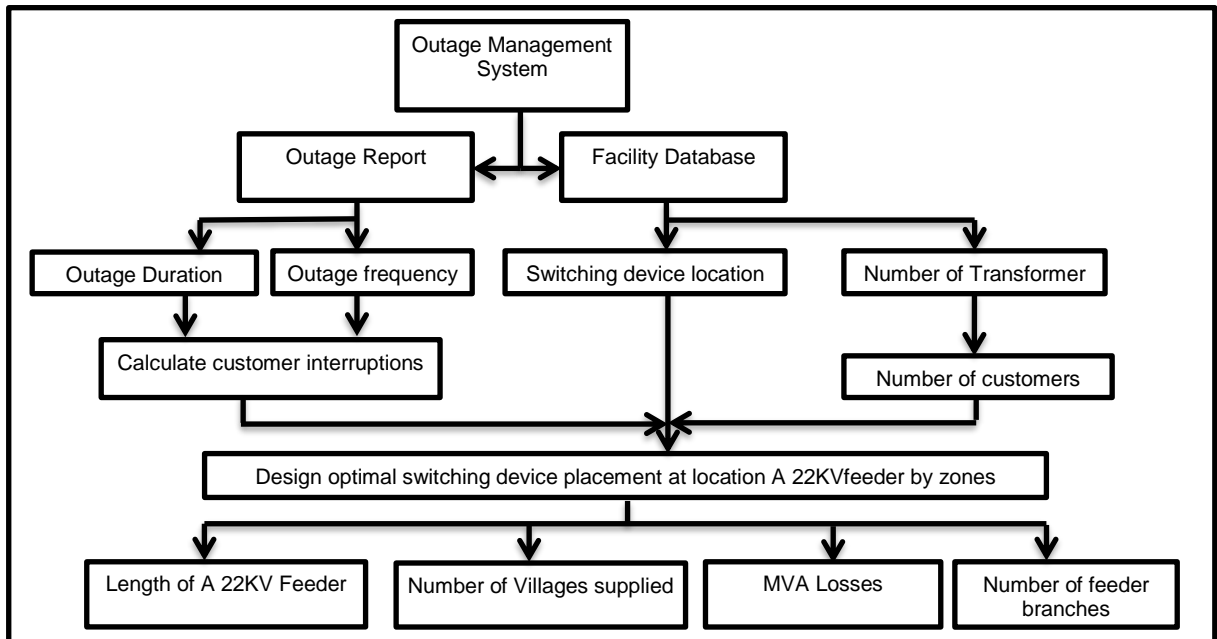 Outage Management
System
Outage Report
Facility Database
Outage Duration
Outage frequency
Switching device location
Number of Transformer
Calculate customer interruptions
Number of customers
Design optimal switching device placement at location A 22KVfeeder by zones
Length of A 22KV Feeder
Number of Villages supplied
MVA Losses
Number of feeder
branches